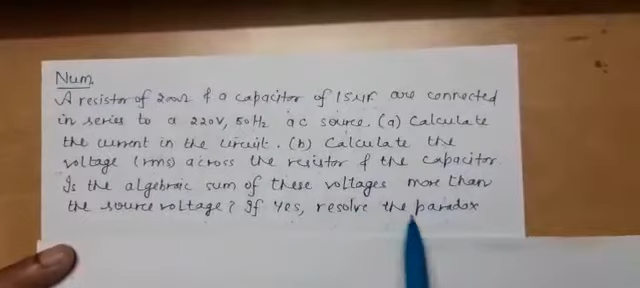 Num.
A resistor of 200Ω & a capacitor of 15μF are connected
in series to a 220V, 50Hz ac source. (a) Calculate
the current in the circuit. (b) Calculate the
voltage (rms) across the resistor & the capacitor.
Is the algebraic sum of these voltages more than
the source voltage? If yes, resolve the paradox